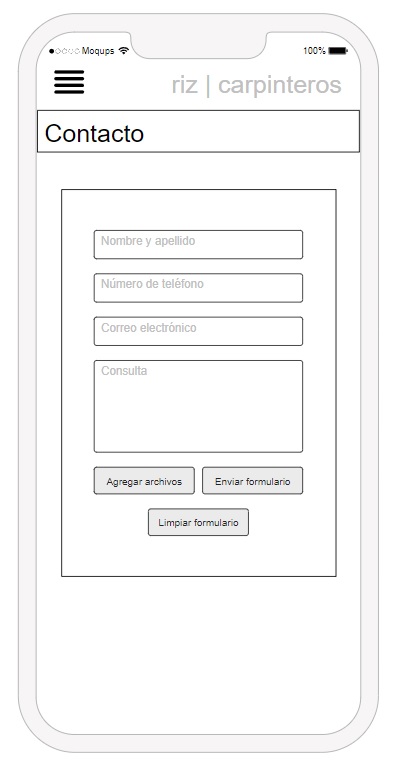 Moqups
100%
riz | carpinteros
Contacto
Nombre y apellido
Número de teléfono
Correo electrónico
Consulta
Agregar archivos
Enviar formulario
Limpiar formulario